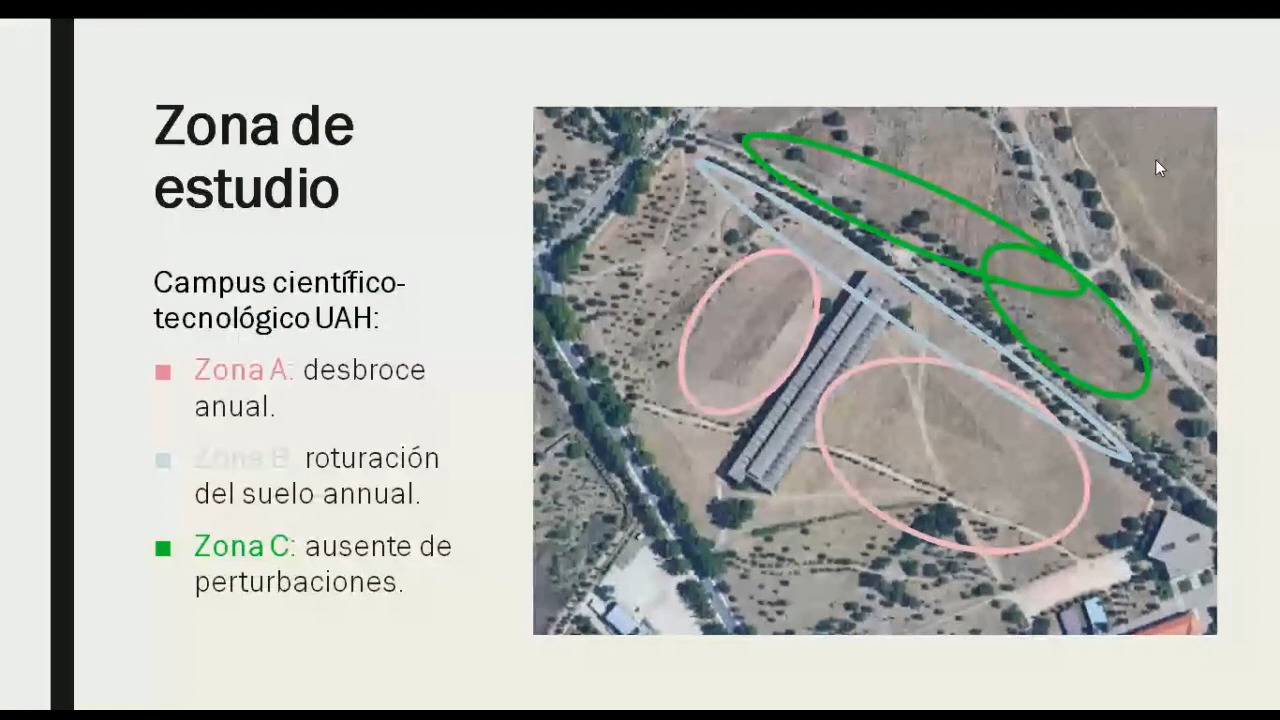 Zona de
estudio
Campus científico-
tecnológico UAH:
Zona A: desbroce
anual.
Zona B: roturación
del suelo annual.
Zona C: ausente de
perturbaciones.